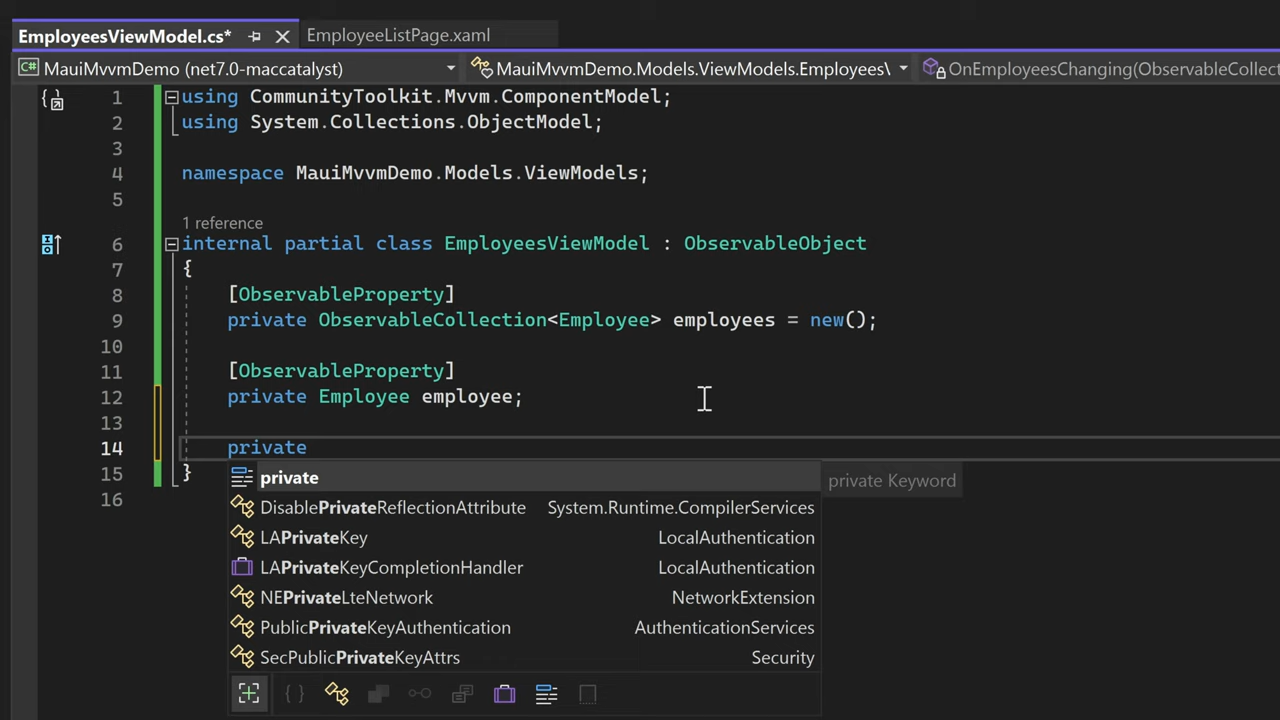 EmployeesViewModel.cs*
EmployeeListPage.xaml
C# MauiMvvmDemo (net7.0-maccatalyst)
MauiMvvmDemo.Models.ViewModels.Employees\
OnEmployeesChanging(ObservableCollect
1 using CommunityToolkit.Mvvm.ComponentModel;
2 using System.Collections.ObjectModel;
3
4 namespace MauiMvvmDemo.Models.ViewModels;
5
1 reference
6 internal partial class EmployeesViewModel : ObservableObject
7 {
8 [ObservableProperty]
9 private ObservableCollection<Employee> employees = new();
10
11 [ObservableProperty]
12 private Employee employee;
13
14 private
15 }
16
private
private Keyword
DisablePrivateReflectionAttribute System.Runtime.CompilerServices
LAPrivateKey LocalAuthentication
LAPrivateKeyCompletionHandler LocalAuthentication
NEPrivateLteNetwork NetworkExtension
PublicPrivateKeyAuthentication AuthenticationServices
SecPublicPrivateKeyAttrs Security